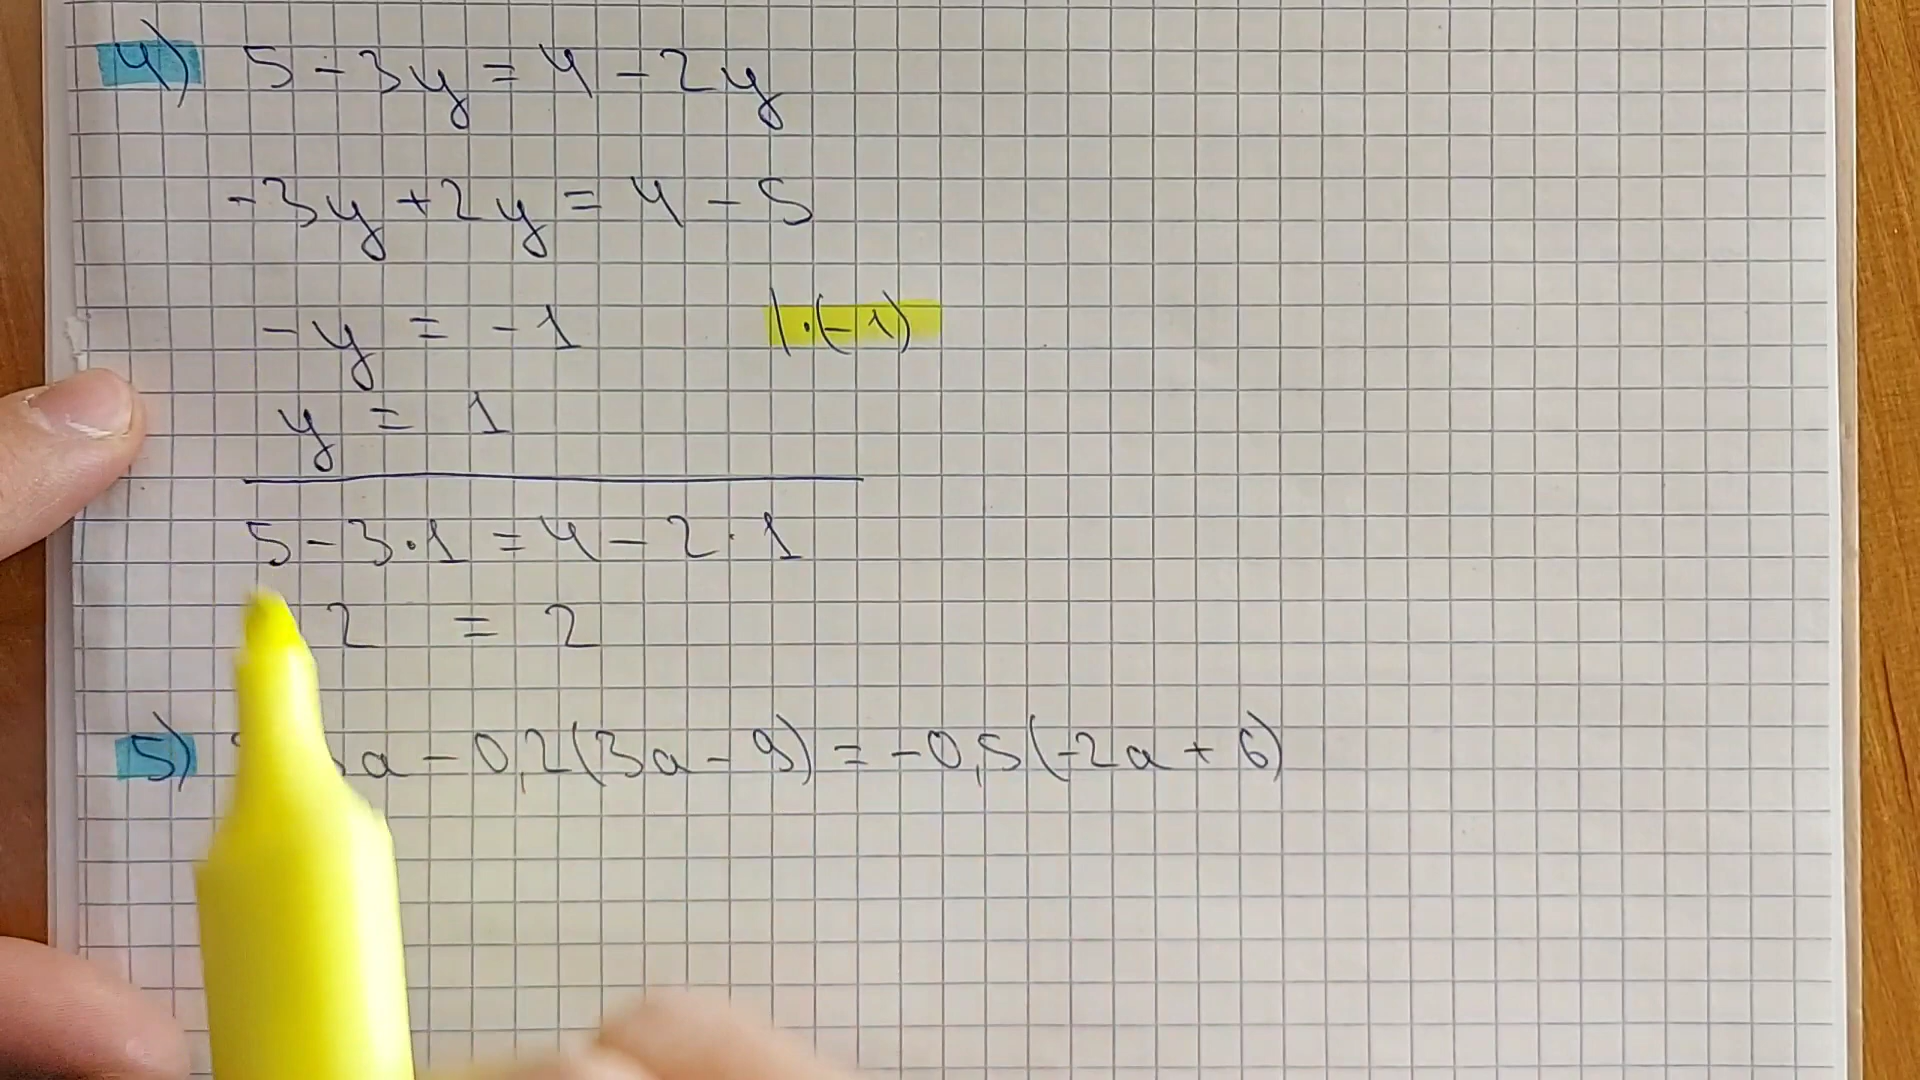 4) 5 - 3y = 4 - 2y
-3y + 2y = 4 - 5
-y = -1 |·(-1)
y = 1
5 - 3·1 = 4 - 2·1
2 = 2
5) a - 0,2(3a - 9) = -0,5(-2a + 6)